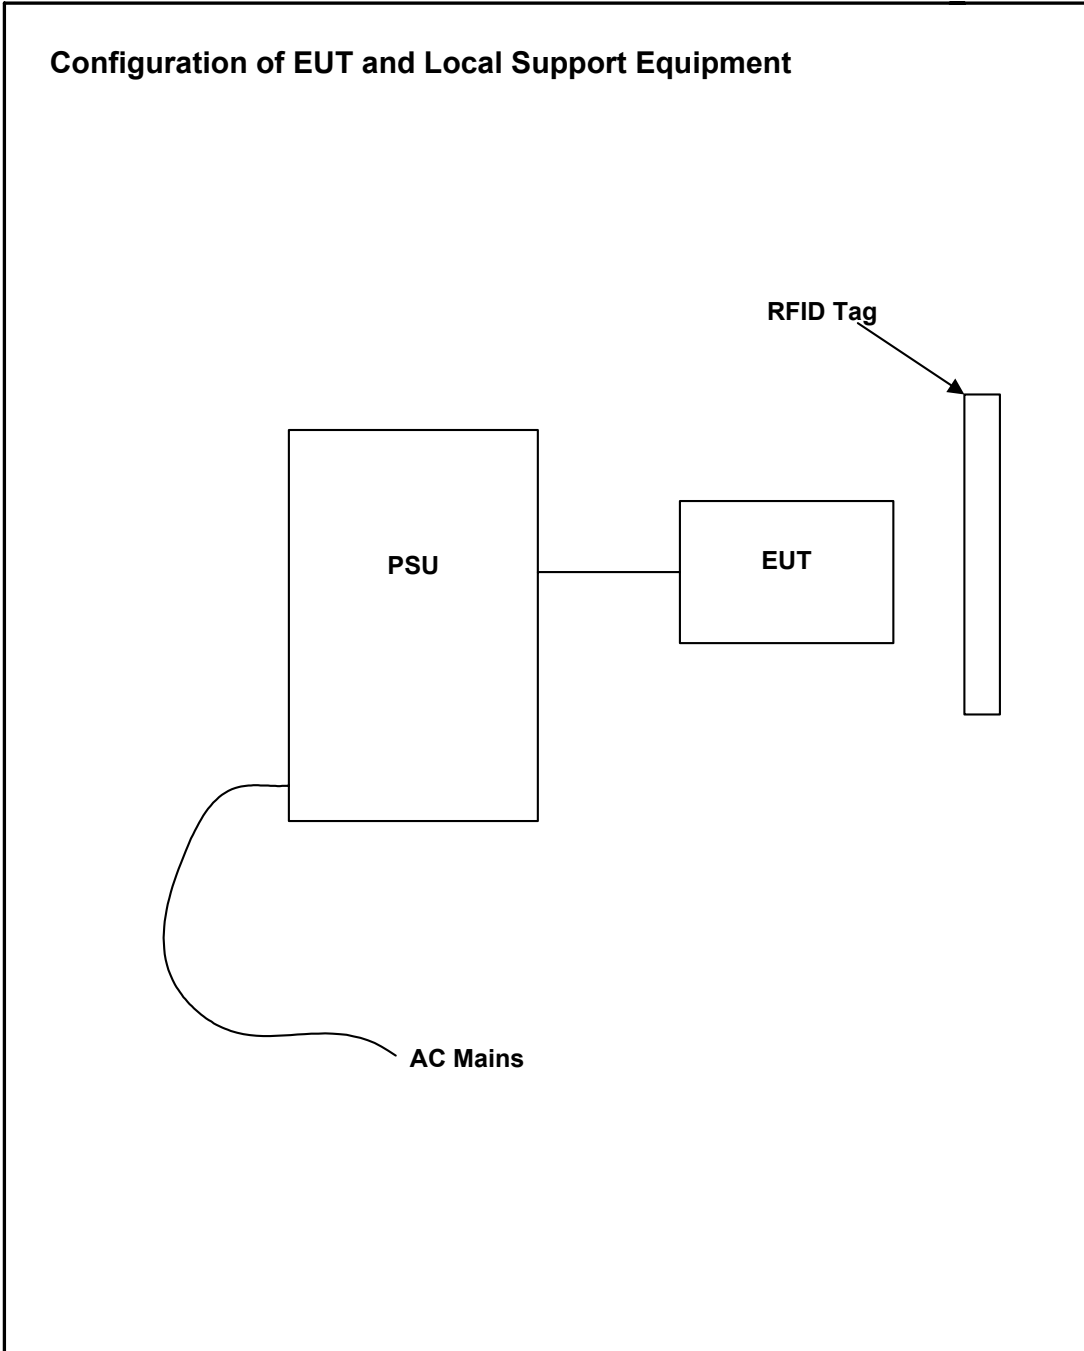 Configuration of EUT and Local Support Equipment
RFID Tag
PSU
EUT
AC Mains